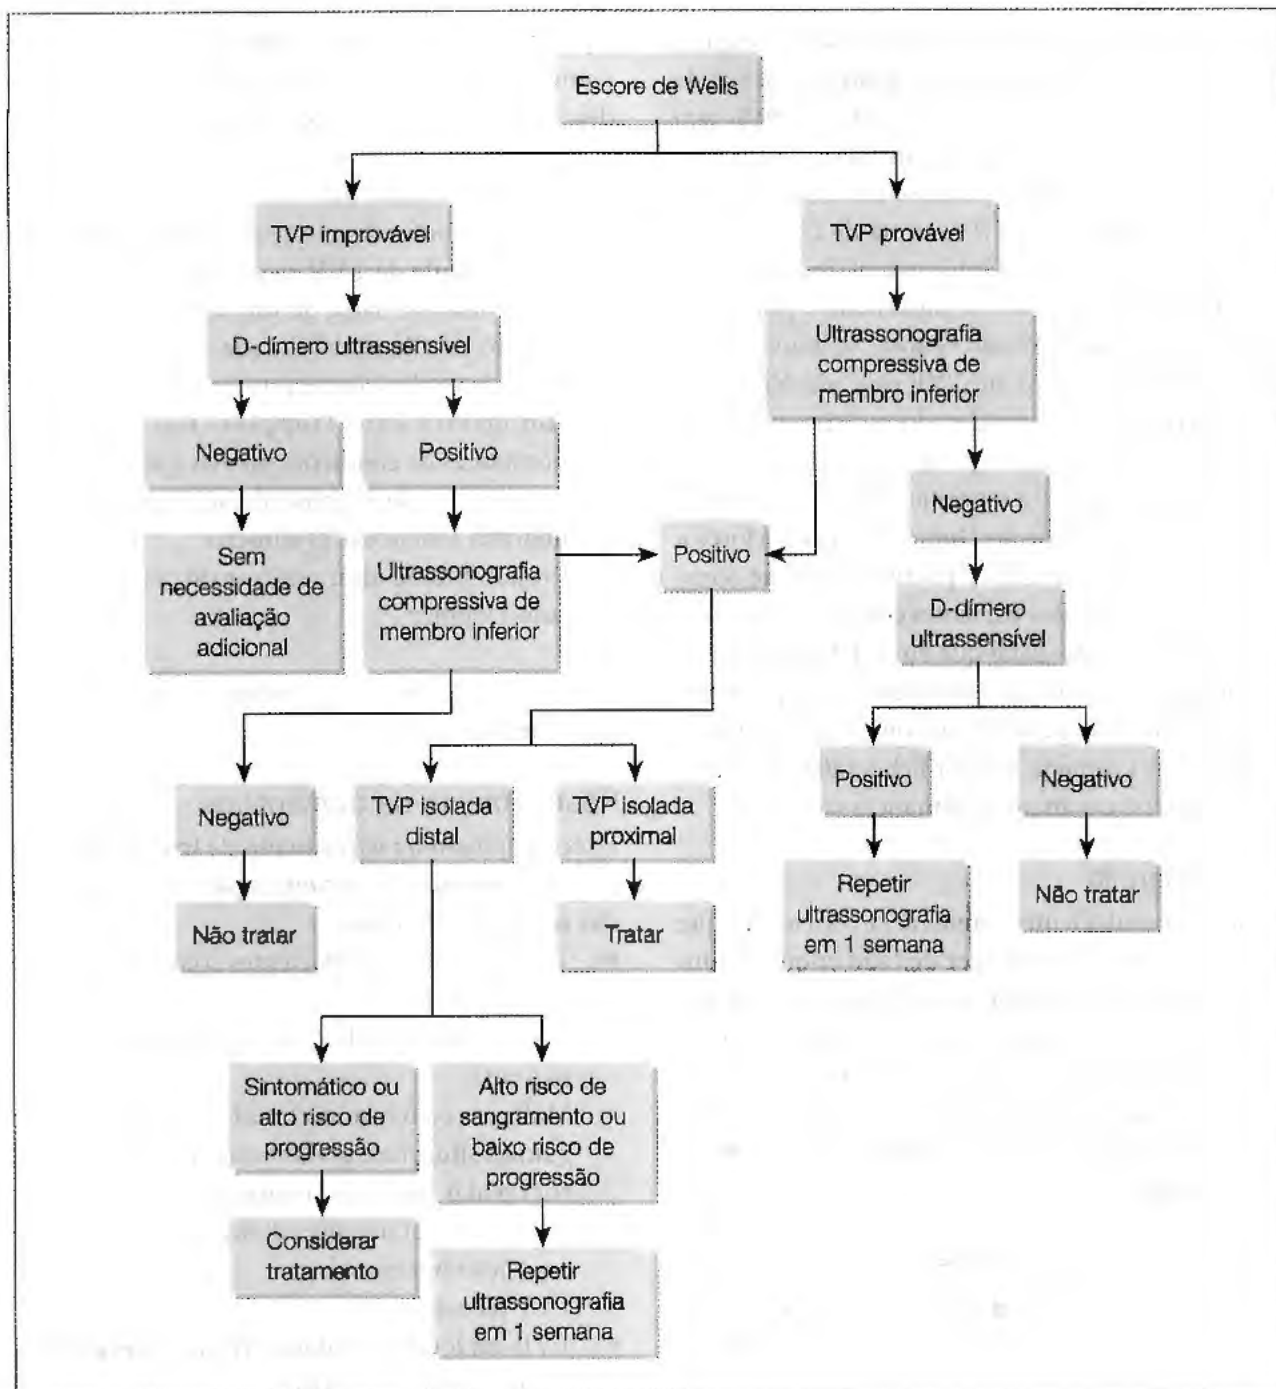 Escore de Wells
TVP improvável
TVP provável
D-dímero ultrassensível
Ultrassonografia
compressiva de
membro inferior
Negativo
Positivo
Negativo
Sem
necessidade de
avaliação
adicional
Ultrassonografia
compressiva de
membro inferior
Positivo
D-dímero
ultrassensível
Negativo
TVP isolada
distal
TVP isolada
proximal
Positivo
Negativo
Não tratar
Tratar
Repetir
ultrassonografia
em 1 semana
Não tratar
Sintomático ou
alto risco de
progressão
Alto risco de
sangramento ou
baixo risco de
progressão
Considerar
tratamento
Repetir
ultrassonografia
em 1 semana